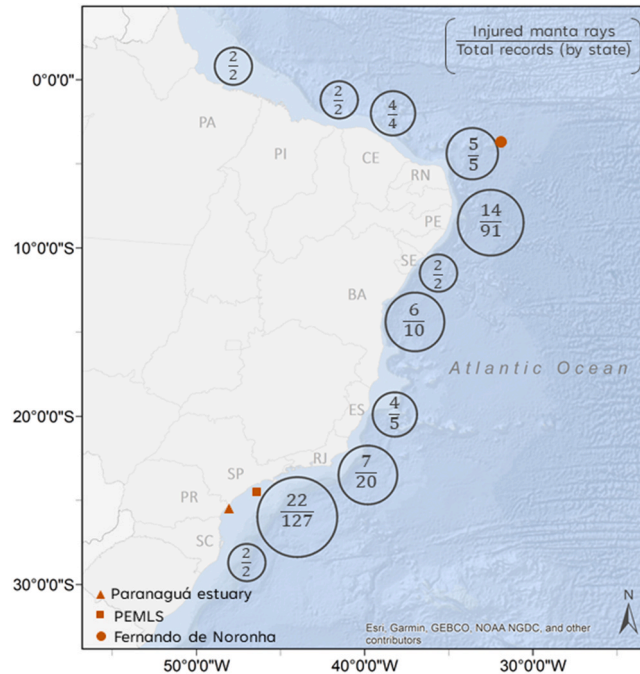 Injured manta rays
Total records (by state)
0°0'0"
2
2
2
2
4
4
PA
PI
CE
RN
5
5
PE
14
91
10°0'0"S
SE
2
2
BA
6
10
Atlantic Ocean
20°0'0"S
ES
4
5
RJ
7
20
SP
PR
22
127
SC
2
2
30°0'0"S
Paranaguá estuary
PEMLS
Fernando de Noronha
N
Esri, Garmin, GEBCO, NOAA NGDC, and other
contributors
50°0'0"W
40°0'0"W
30°0'0"W